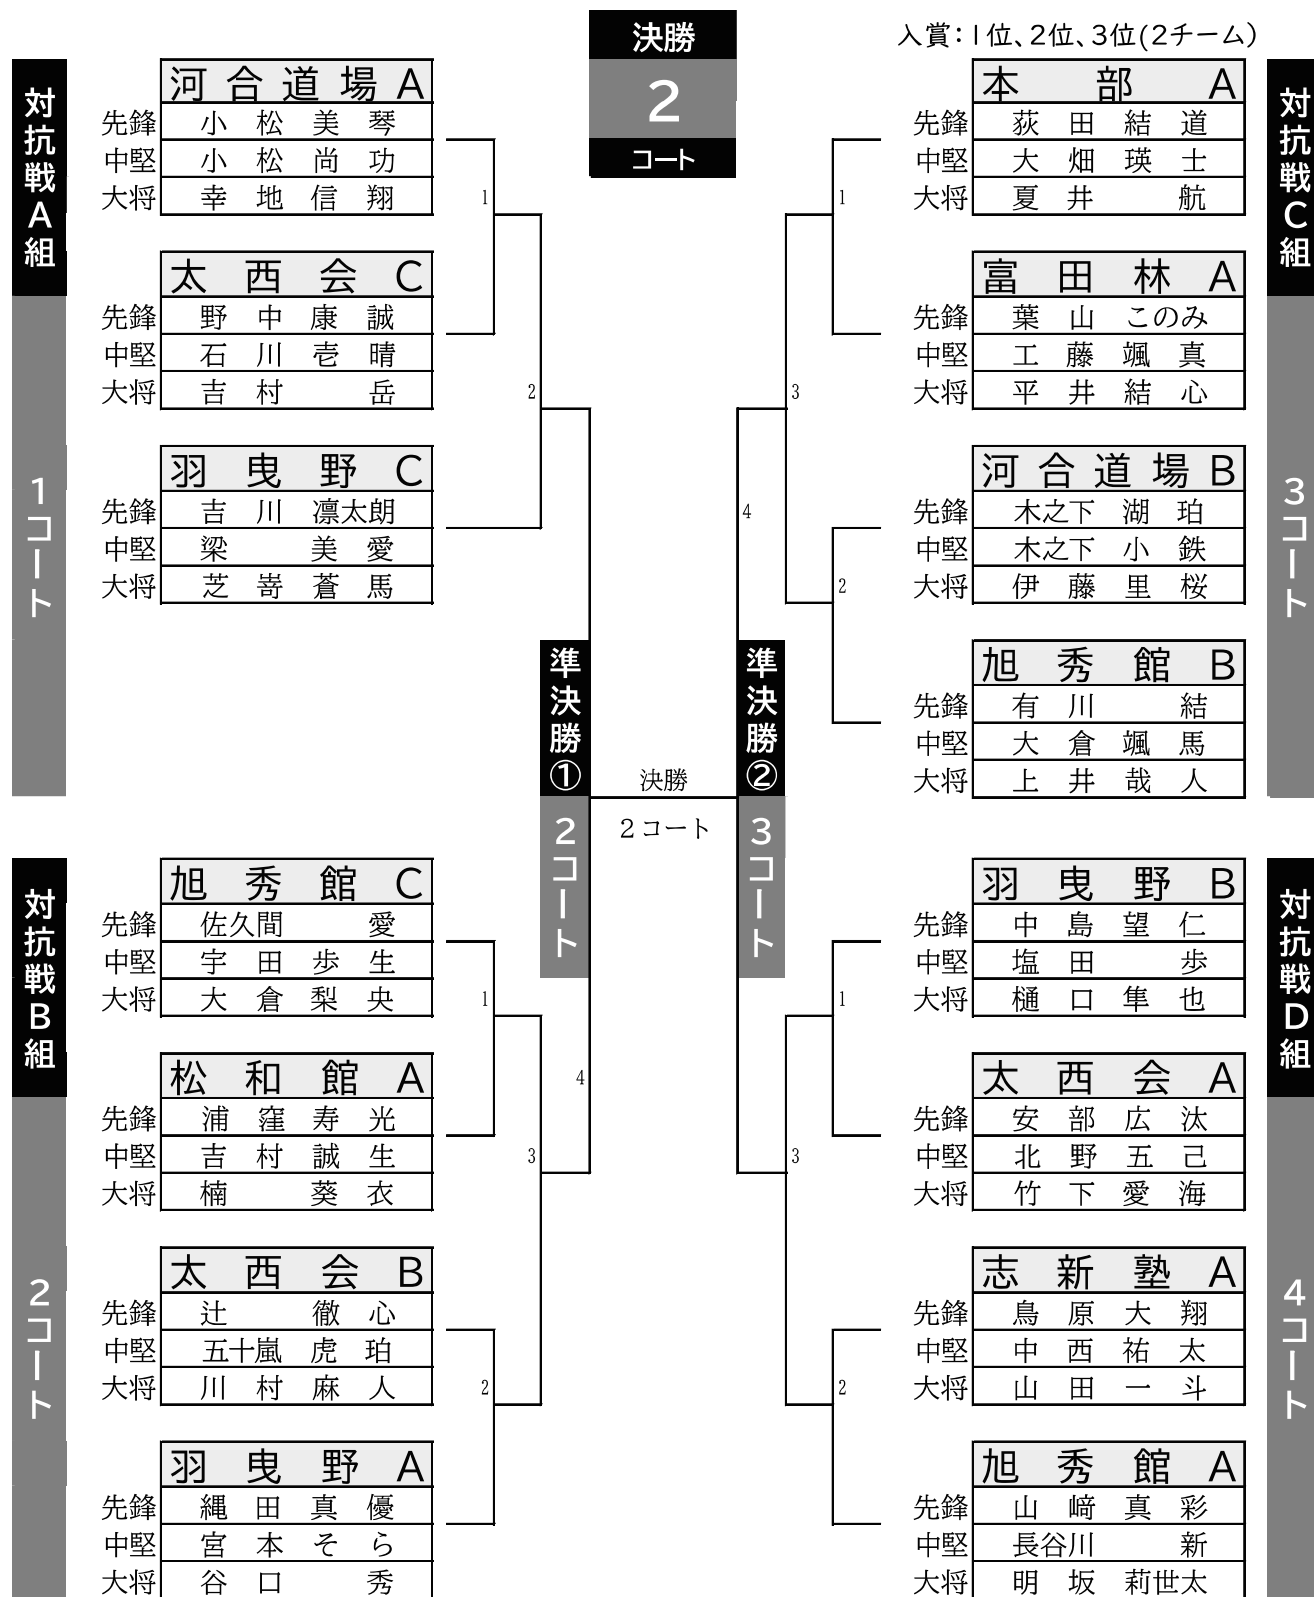 決勝
2
コート
入賞：1位、2位、3位（2チーム）
対抗戦A組
1コート
河合道場A
先鋒 小松美琴
中堅 小松尚功
大将 幸地信翔
1
太西会C
先鋒 野中康誠
中堅 石川壱晴
大将 吉村岳
2
羽曳野C
先鋒 吉川凛太朗
中堅 梁美愛
大将 芝嵜蒼馬
対抗戦B組
2コート
旭秀館C
先鋒 佐久間愛
中堅 宇田歩生
大将 大倉梨央
1
松和館A
先鋒 浦窪寿光
中堅 吉村誠生
大将 楠葵衣
3
4
太西会B
先鋒 辻徹心
中堅 五十嵐虎珀
大将 川村麻人
2
羽曳野A
先鋒 縄田真優
中堅 宮本そら
大将 谷口秀
準決勝①
2コート
決勝
2コート
準決勝②
3コート
対抗戦C組
3コート
本部A
先鋒 荻田結道
中堅 大畑瑛士
大将 夏井航
1
富田林A
先鋒 葉山このみ
中堅 工藤颯真
大将 平井結心
3
4
河合道場B
先鋒 木之下湖珀
中堅 木之下小鉄
大将 伊藤里桜
2
旭秀館B
先鋒 有川結
中堅 大倉颯馬
大将 上井哉人
対抗戦D組
4コート
羽曳野B
先鋒 中島望仁
中堅 塩田歩
大将 樋口隼也
1
太西会A
先鋒 安部広汰
中堅 北野五己
大将 竹下愛海
3
志新塾A
先鋒 鳥原大翔
中堅 中西祐太
大将 山田一斗
2
旭秀館A
先鋒 山﨑真彩
中堅 長谷川新
大将 明坂莉世太